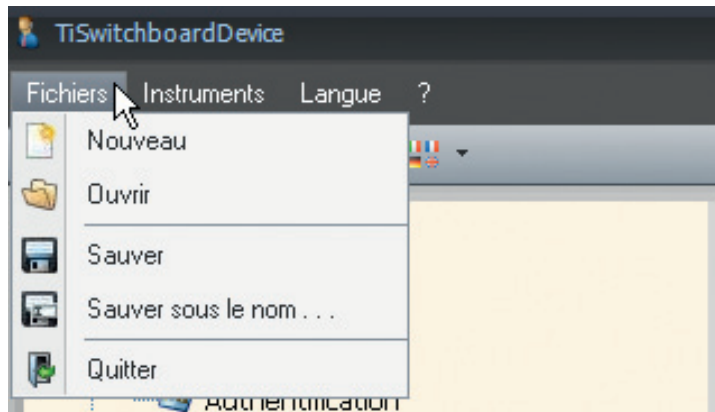 TiSwitchboardDevice
Fichiers Instruments Langue ?
Nouveau
Ouvrir
Sauver
Sauver sous le nom . . .
Quitter
Authentification